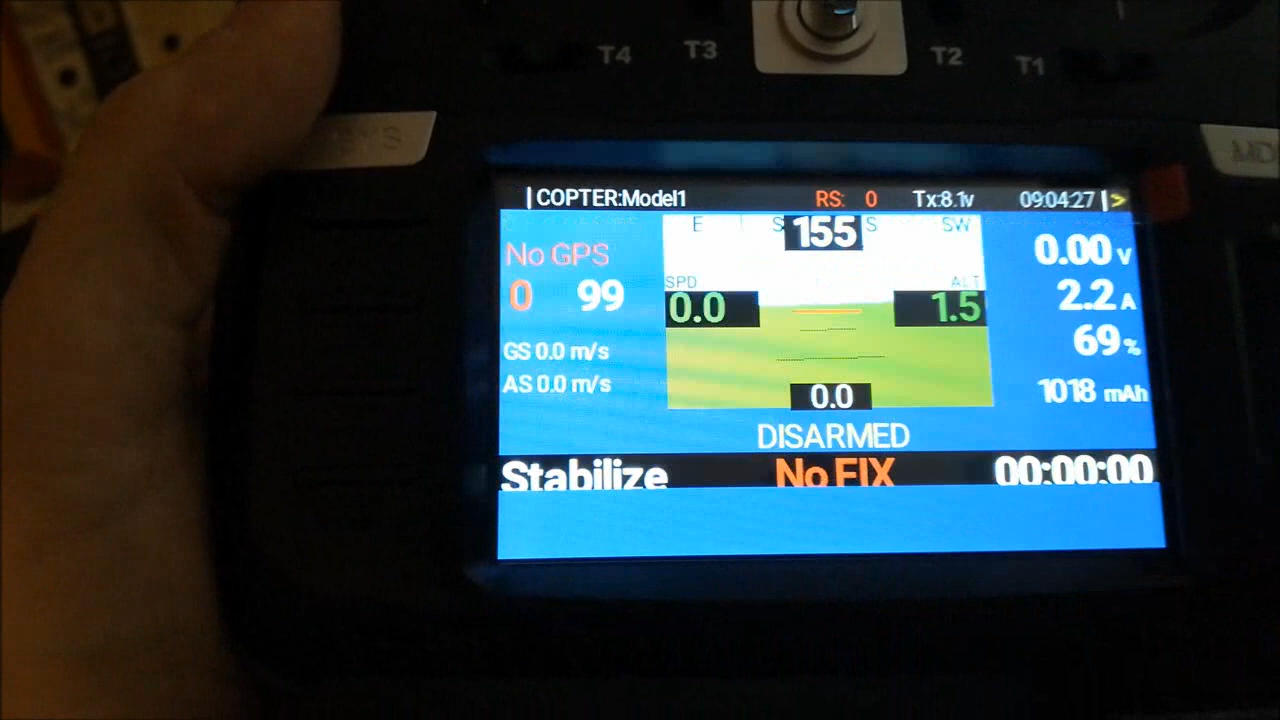 T4 T3 T2 T1
SYS
MDL
COPTER:Model1 RS: 0 Tx:8.1v 09:04:27 >
E S 155 S SW
No GPS
0.00 V
SPD ALT
0 99 0.0 1.5 2.2 A
69 %
GS 0.0 m/s
AS 0.0 m/s 0.0 1018 mAh
DISARMED
Stabilize No FIX 00:00:00